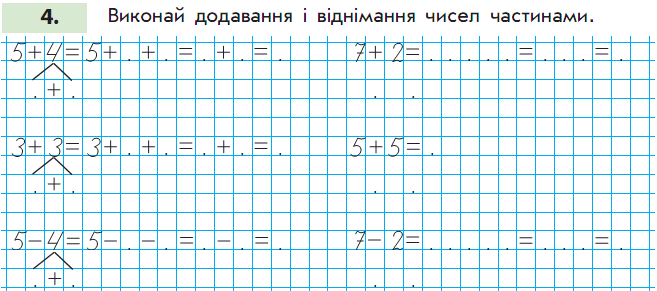 4. Виконай додавання і віднімання чисел частинами.
5+4=5+ . + . = . + . = .   7+2= . . . . . = . . . = .
. + .   . .
3+3=3+ . + . = . + . = .   5+5= .
. + .   . .
5−4=5− . − . = . − . = .   7−2= . . . . . = . . . = .
. + .   . .